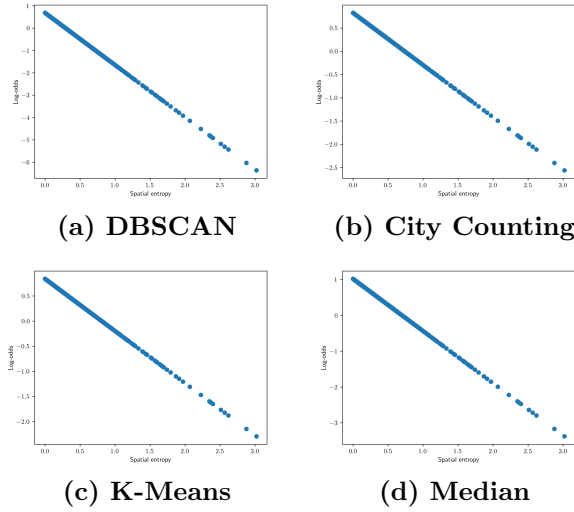 1
0
−1
−2
−3
−4
−5
−6
Log-odds
0.0 0.5 1.0 1.5 2.0 2.5 3.0
Spatial entropy
(a) DBSCAN
0.5
0.0
−0.5
−1.0
−1.5
−2.0
−2.5
Log-odds
0.0 0.5 1.0 1.5 2.0 2.5 3.0
Spatial entropy
(b) City Counting
0.5
0.0
−0.5
−1.0
−1.5
−2.0
Log-odds
0.0 0.5 1.0 1.5 2.0 2.5 3.0
Spatial entropy
(c) K-Means
1
0
−1
−2
−3
Log-odds
0.0 0.5 1.0 1.5 2.0 2.5 3.0
Spatial entropy
(d) Median